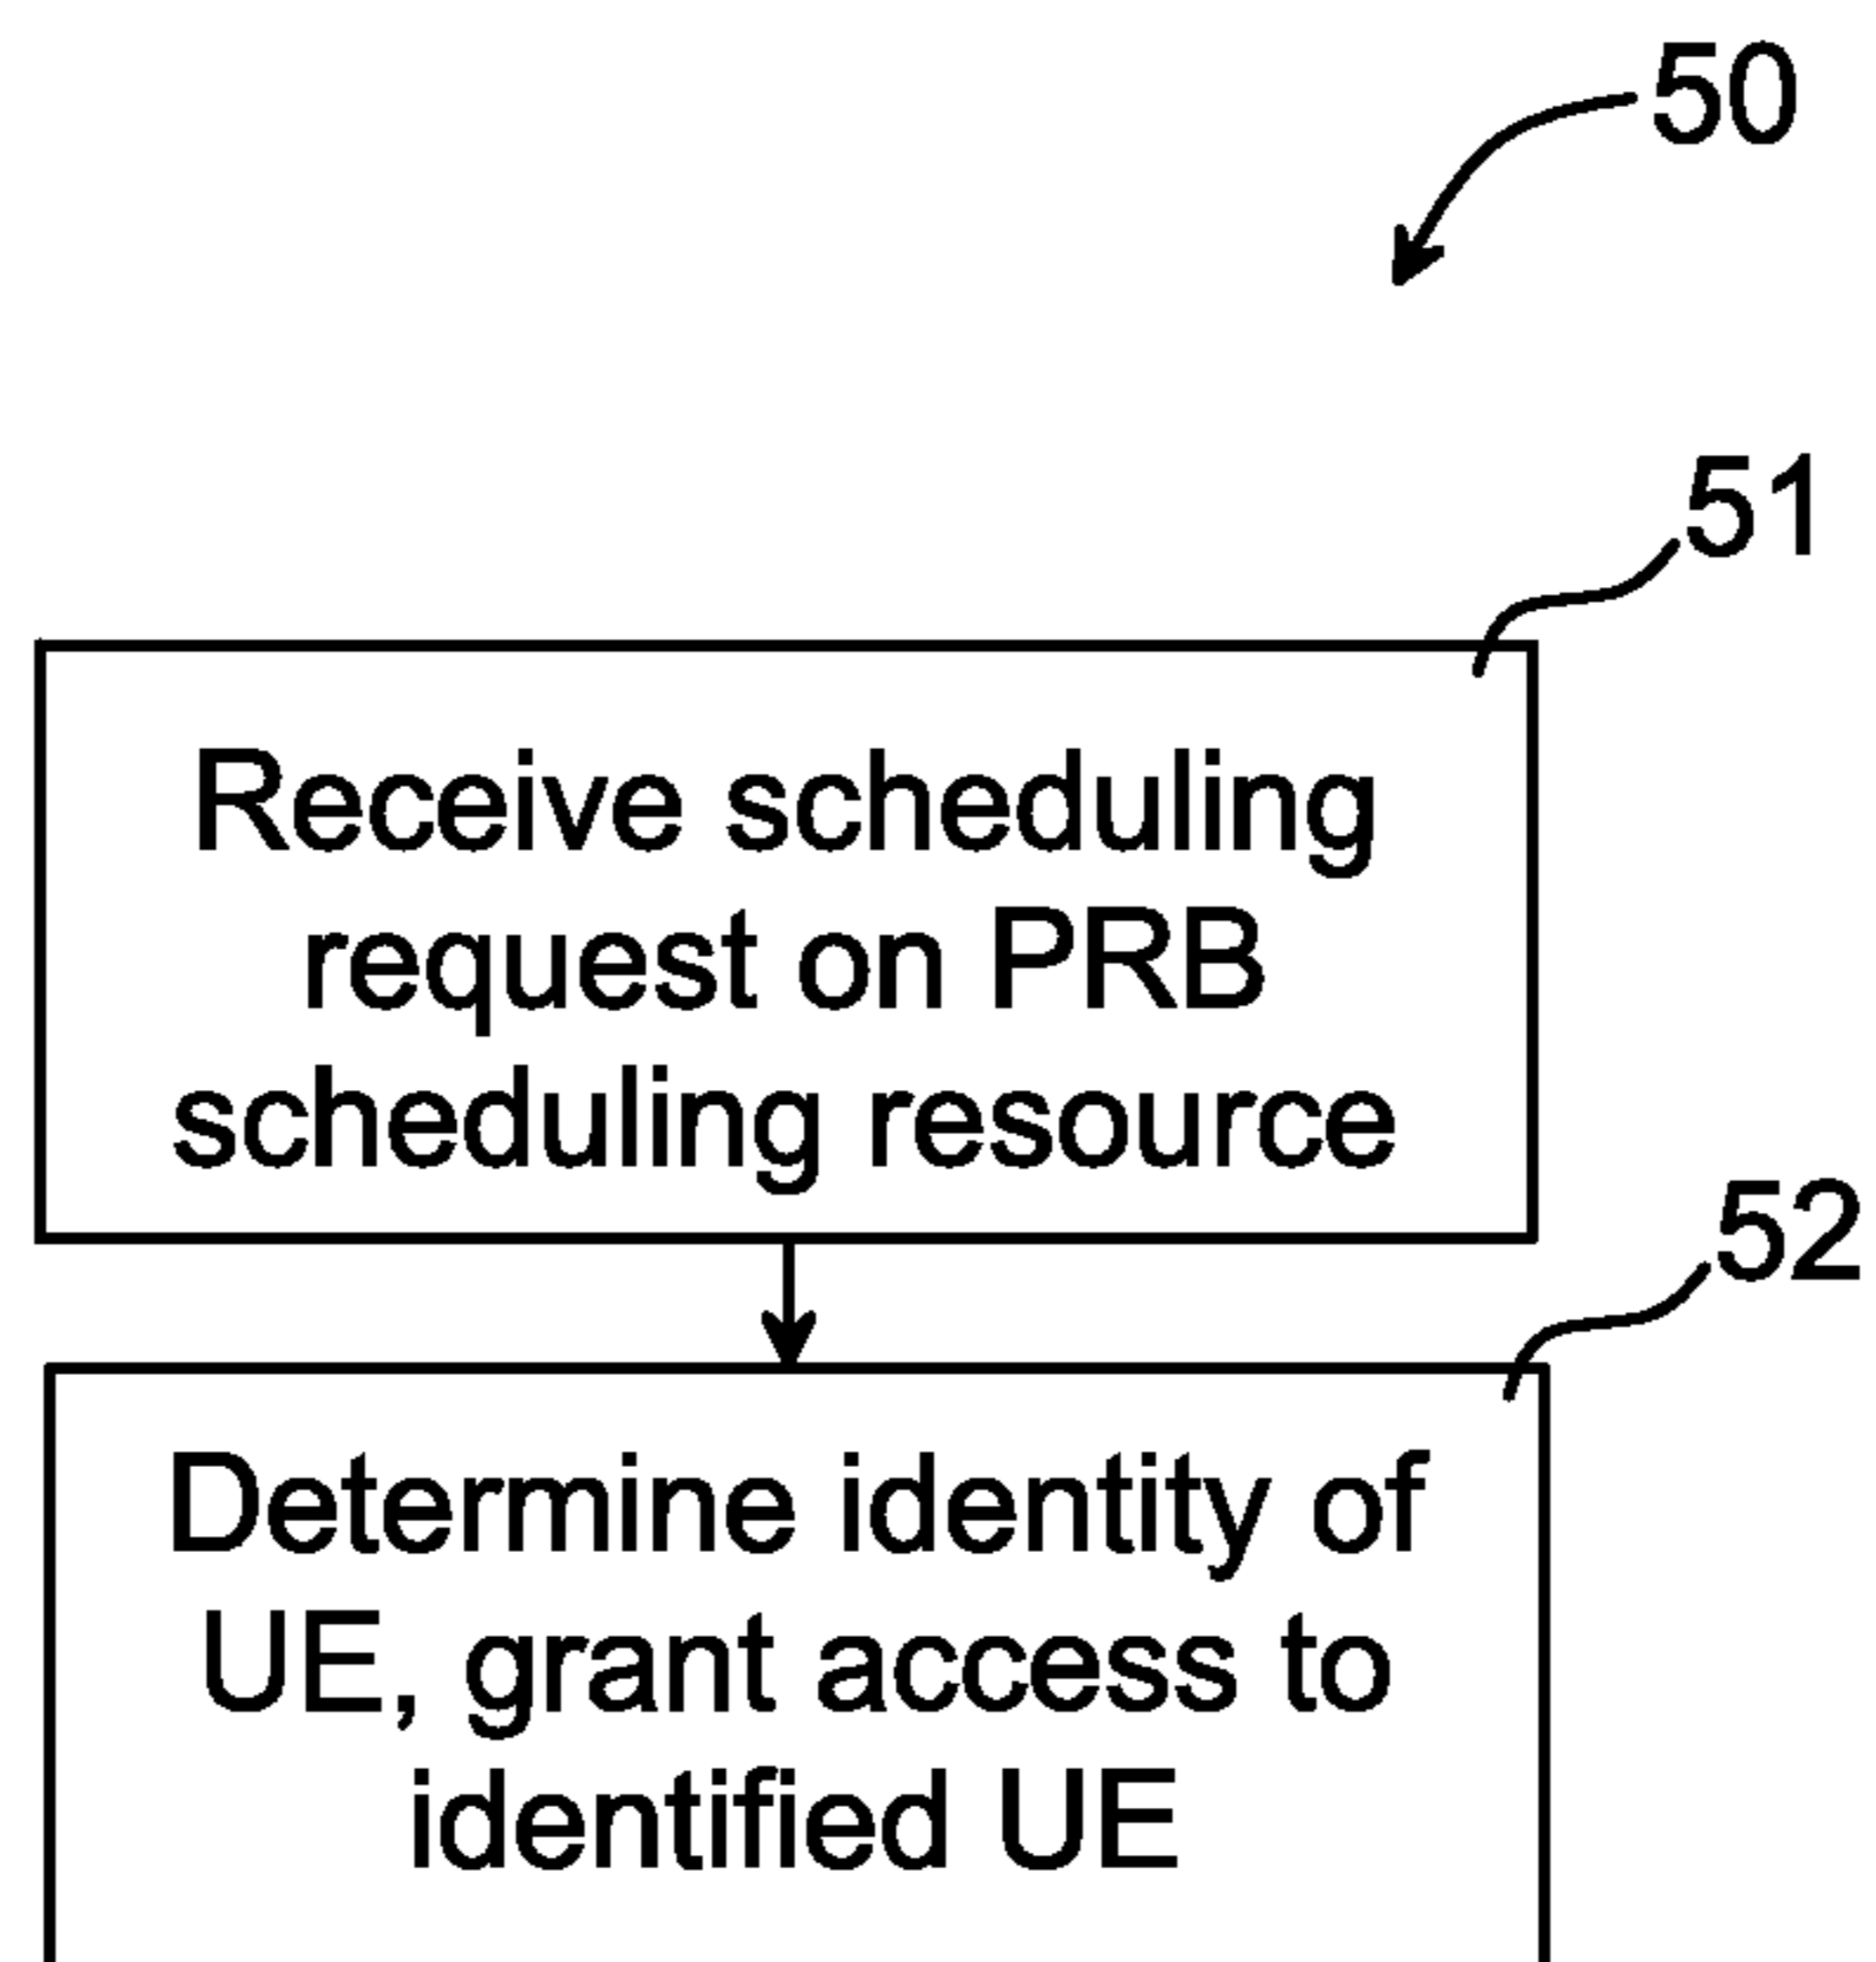 50
51
Receive scheduling
request on PRB
scheduling resource
52
Determine identity of
UE, grant access to
identified UE